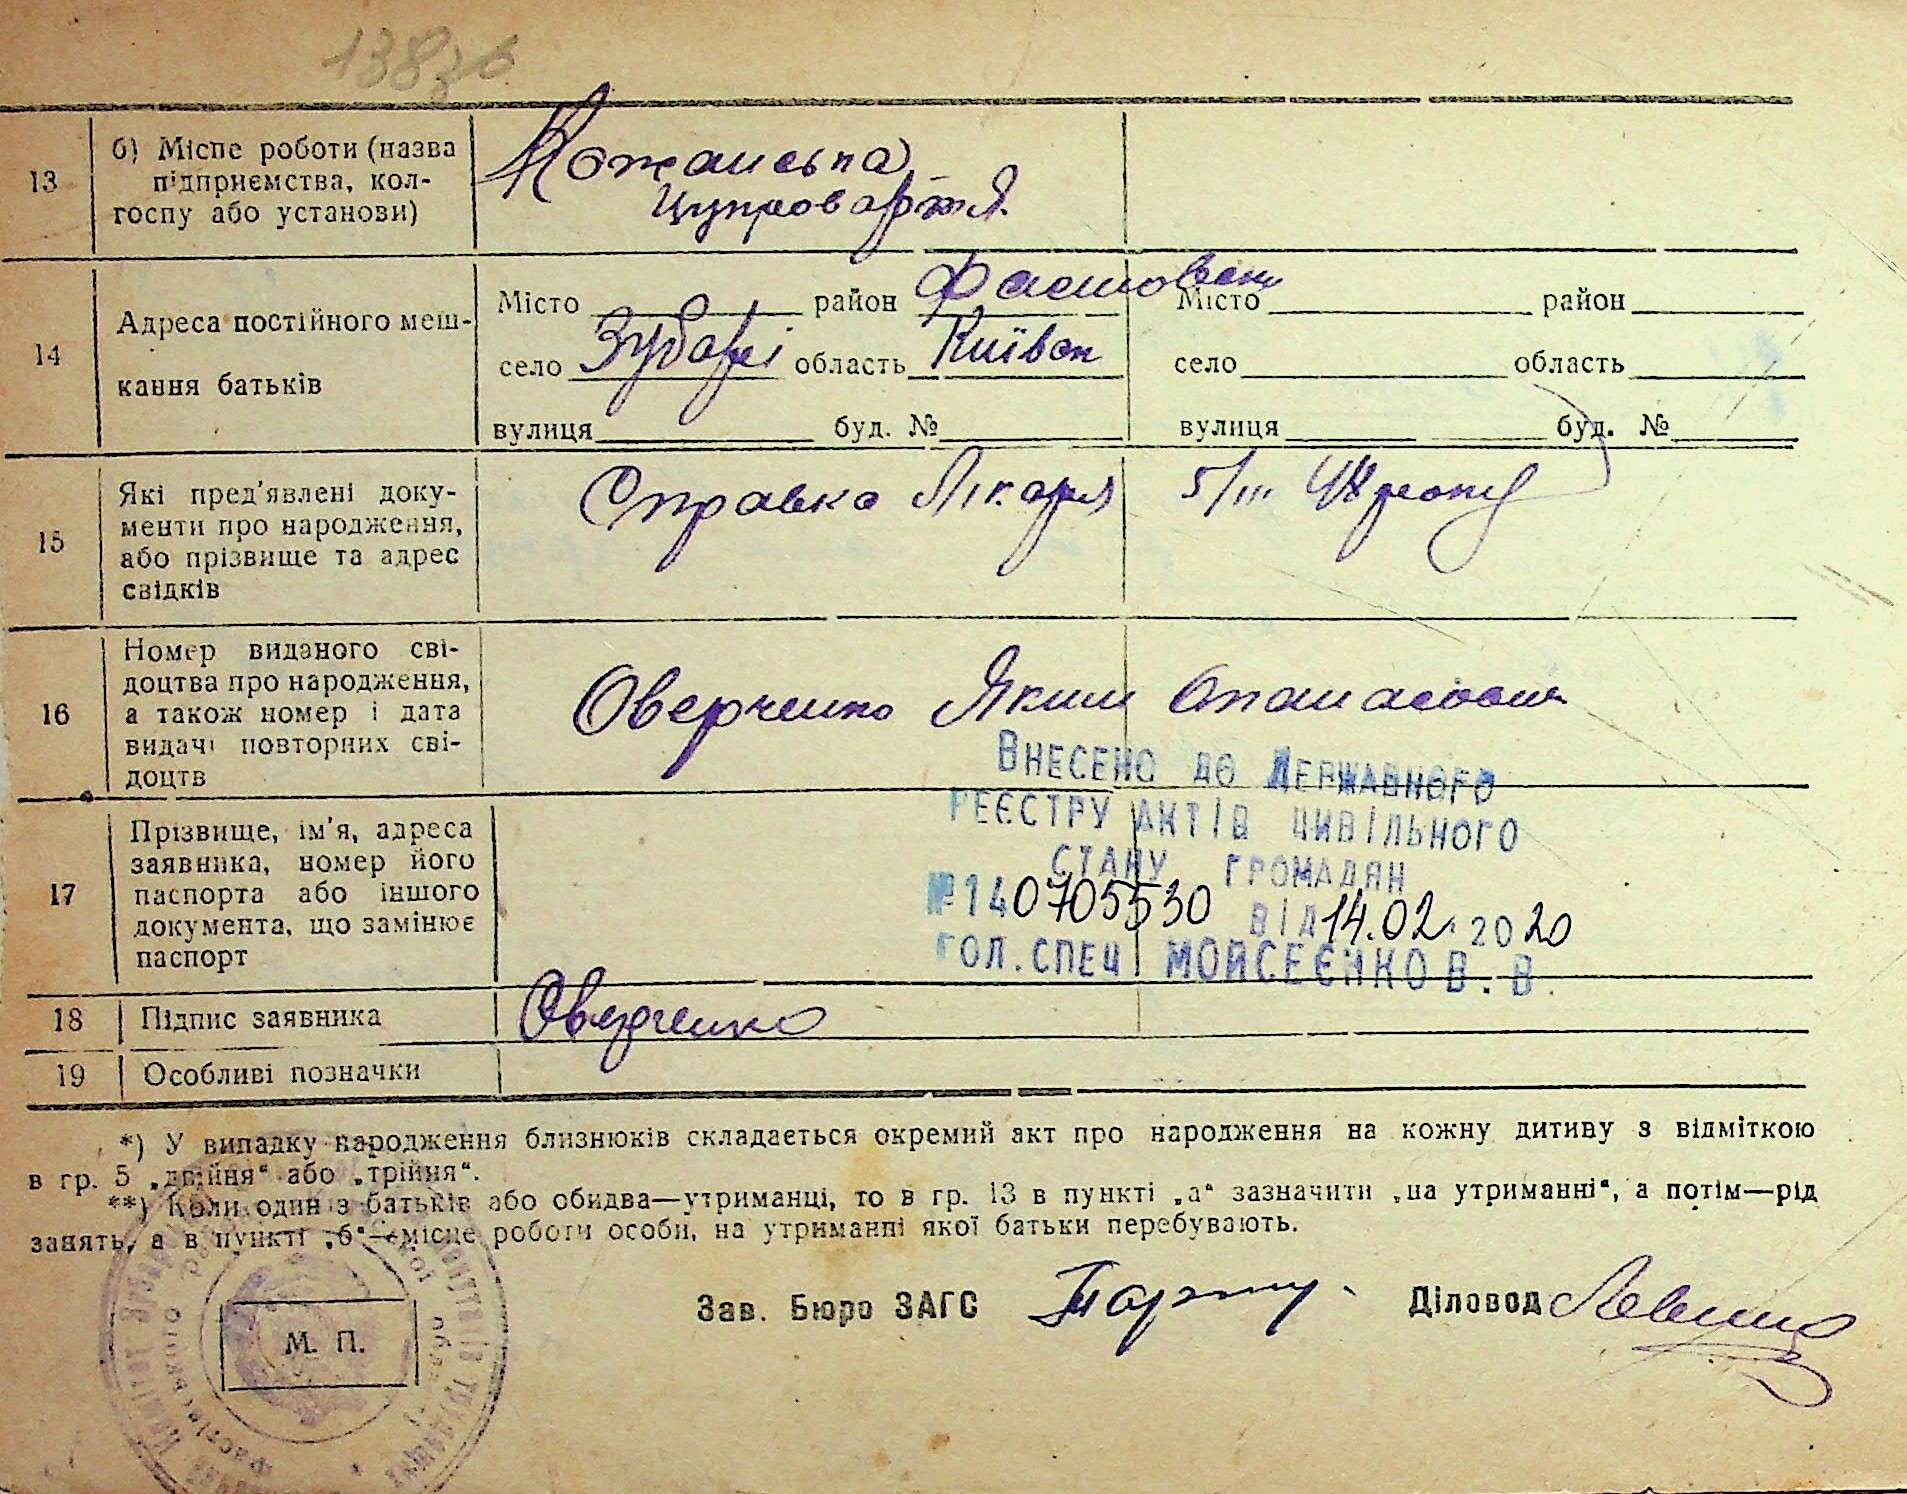 138зв
13
б) Місце роботи (назва
підприємства, кол-
госпу або установи)
Кожанська
14
Адреса постійного меш-
кання батьків
Місто район Фастовськ
село Зубарі область Київськ
вулиця буд. №
Місто район
село область
вулиця буд. №
15
Які пред'явлені доку-
менти про народження,
або прізвище та адрес
свідків
Справка Лікаря 5/ІІІ
16
Номер виданого сві-
доцтва про народження,
а також номер і дата
видачі повторних сві-
доцтв
Оверченко Яким Опанасович
ВНЕСЕНО ДО ДЕРЖАВНОГО
РЕЄСТРУ АКТІВ ЦИВІЛЬНОГО
СТАНУ ГРОМАДЯН
№140705530 ВІД 14.02.2020
ГОЛ.СПЕЦ МОЙСЕЄНКО В.В.
17
Прізвище, ім'я, адреса
заявника, номер його
паспорта або іншого
документа, що замінює
паспорт
18
Підпис заявника
Оверченко
19
Особливі позначки
*) У випадку народження близнюків складається окремий акт про народження на кожну дитину з відміткою
в гр. 5 „двійня“ або „трійня“.
**) Коли один з батьків або обидва—утриманці, то в гр. 13 в пункті „а“ зазначити „на утриманні“, а потім—рід
занять, а в пункті „б“—місце роботи особи, на утриманні якої батьки перебувають.
М. П.
Зав. Бюро ЗАГС
Діловод